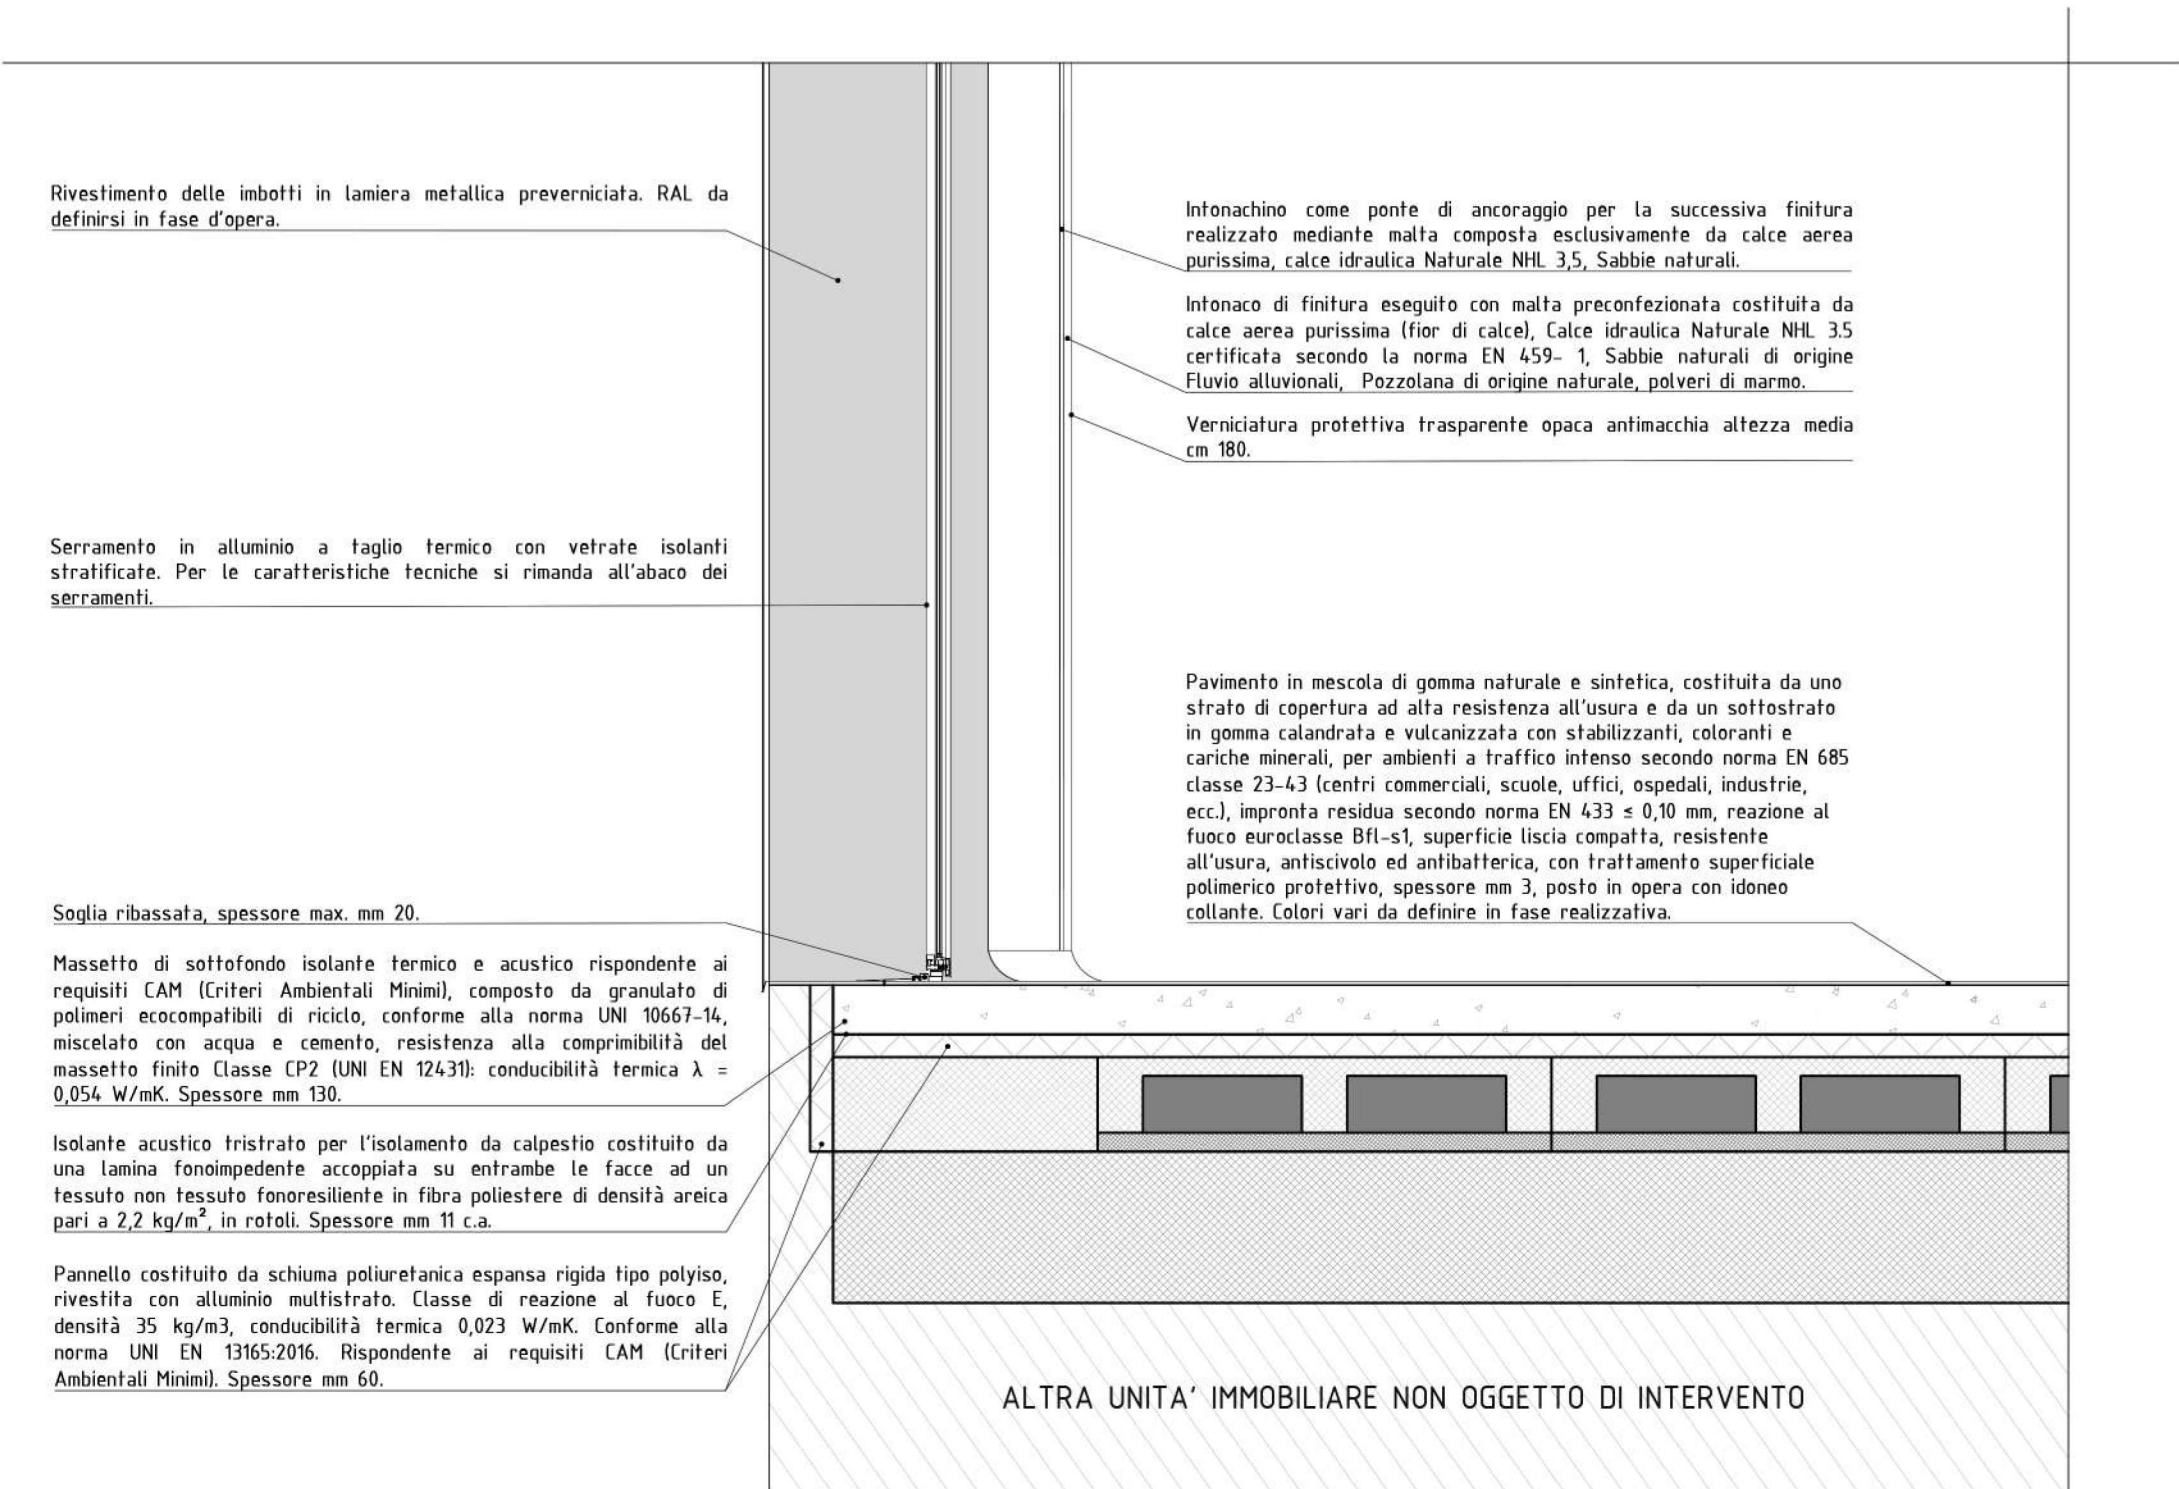 Rivestimento delle imbotti in lamiera metallica preverniciata. RAL da
definirsi in fase d'opera.
Serramento in alluminio a taglio termico con vetrate isolanti
stratificate. Per le caratteristiche tecniche si rimanda all'abaco dei
serramenti.
Soglia ribassata, spessore max. mm 20.
Massetto di sottofondo isolante termico e acustico rispondente ai
requisiti CAM (Criteri Ambientali Minimi), composto da granulato di
polimeri ecocompatibili di riciclo, conforme alla norma UNI 10667-14,
miscelato con acqua e cemento, resistenza alla comprimibilità del
massetto finito Classe CP2 (UNI EN 12431): conducibilità termica λ =
0,054 W/mK. Spessore mm 130.
Isolante acustico tristrato per l'isolamento da calpestio costituito da
una lamina fonoimpedente accoppiata su entrambe le facce ad un
tessuto non tessuto fonoresiliente in fibra poliestere di densità areica
pari a 2,2 kg/m², in rotoli. Spessore mm 11 c.a.
Pannello costituito da schiuma poliuretanica espansa rigida tipo polyiso,
rivestita con alluminio multistrato. Classe di reazione al fuoco E,
densità 35 kg/m3, conducibilità termica 0,023 W/mK. Conforme alla
norma UNI EN 13165:2016. Rispondente ai requisiti CAM (Criteri
Ambientali Minimi). Spessore mm 60.
Intonachino come ponte di ancoraggio per la successiva finitura
realizzato mediante malta composta esclusivamente da calce aerea
purissima, calce idraulica Naturale NHL 3,5, Sabbie naturali.
Intonaco di finitura eseguito con malta preconfezionata costituita da
calce aerea purissima (fior di calce), Calce idraulica Naturale NHL 3.5
certificata secondo la norma EN 459- 1, Sabbie naturali di origine
Fluvio alluvionali, Pozzolana di origine naturale, polveri di marmo.
Verniciatura protettiva trasparente opaca antimacchia altezza media
cm 180.
Pavimento in mescola di gomma naturale e sintetica, costituita da uno
strato di copertura ad alta resistenza all'usura e da un sottostrato
in gomma calandrata e vulcanizzata con stabilizzanti, coloranti e
cariche minerali, per ambienti a traffico intenso secondo norma EN 685
classe 23-43 (centri commerciali, scuole, uffici, ospedali, industrie,
ecc.), impronta residua secondo norma EN 433 ≤ 0,10 mm, reazione al
fuoco euroclasse Bfl-s1, superficie liscia compatta, resistente
all'usura, antiscivolo ed antibatterica, con trattamento superficiale
polimerico protettivo, spessore mm 3, posto in opera con idoneo
collante. Colori vari da definire in fase realizzativa.
ALTRA UNITA' IMMOBILIARE NON OGGETTO DI INTERVENTO